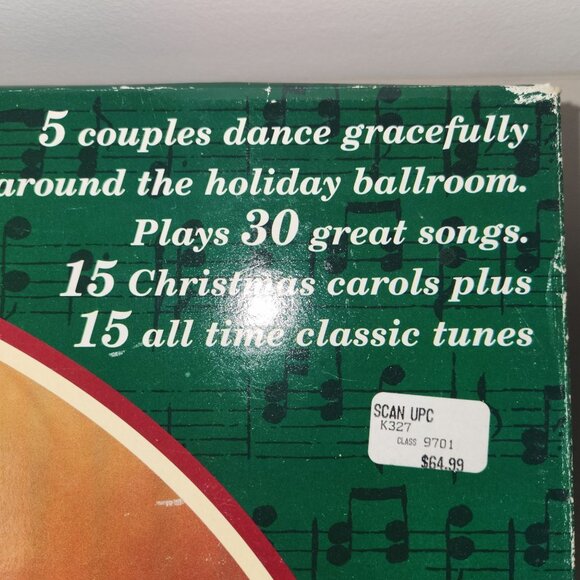 5 couples dance gracefully
around the holiday ballroom.
Plays 30 great songs.
15 Christmas carols plus
15 all time classic tunes
SCAN UPC
K327
CLASS 9701
$64.99